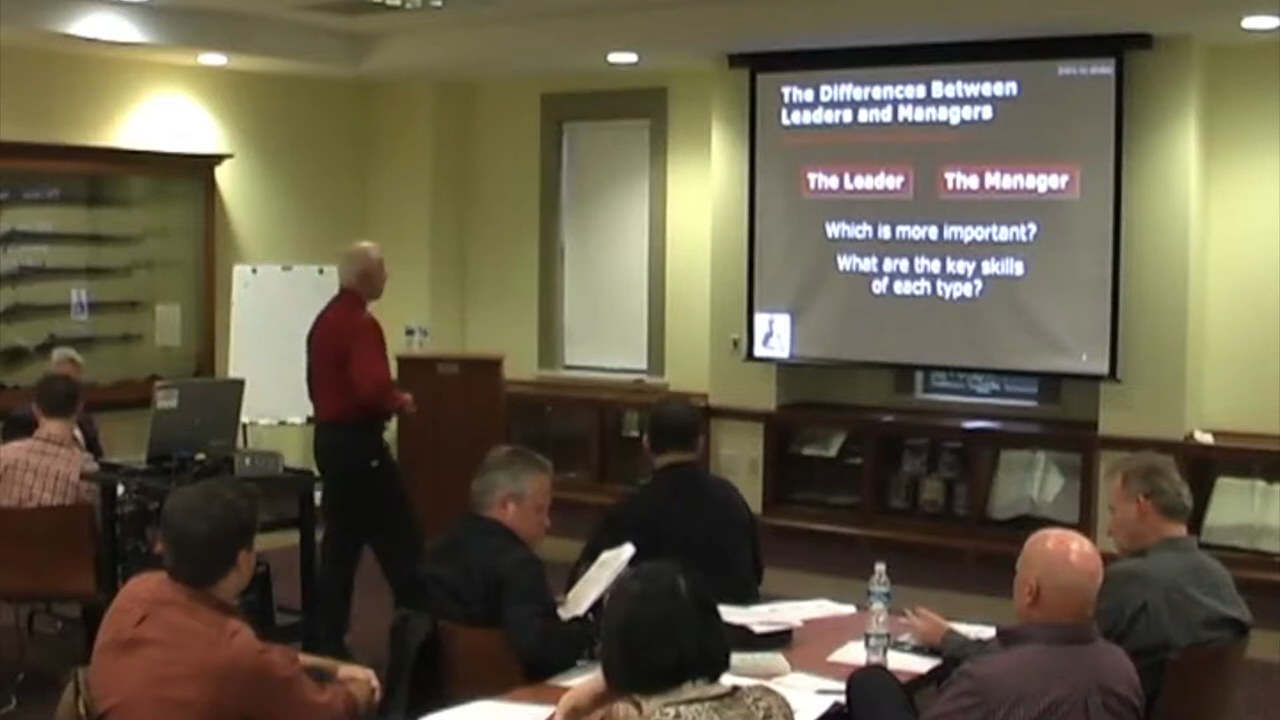 The Differences Between
Leaders and Managers
The Leader
The Manager
Which is more important?
What are the key skills
of each type?